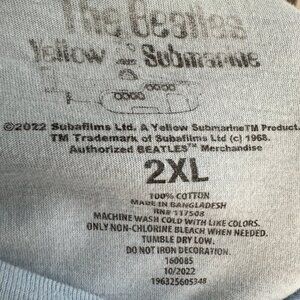 The Beatles
Yellow Submarine
©2022 Subafilms Ltd. A Yellow Submarine™ Product.
TM Trademark of Subafilms Ltd (c) 1968.
Authorized BEATLES™ Merchandise
2XL
100% COTTON
MADE IN BANGLADESH
RN# 117508
MACHINE WASH COLD WITH LIKE COLORS.
ONLY NON-CHLORINE BLEACH WHEN NEEDED.
TUMBLE DRY LOW.
DO NOT IRON DECORATION.
160085
10/2022
196325605348